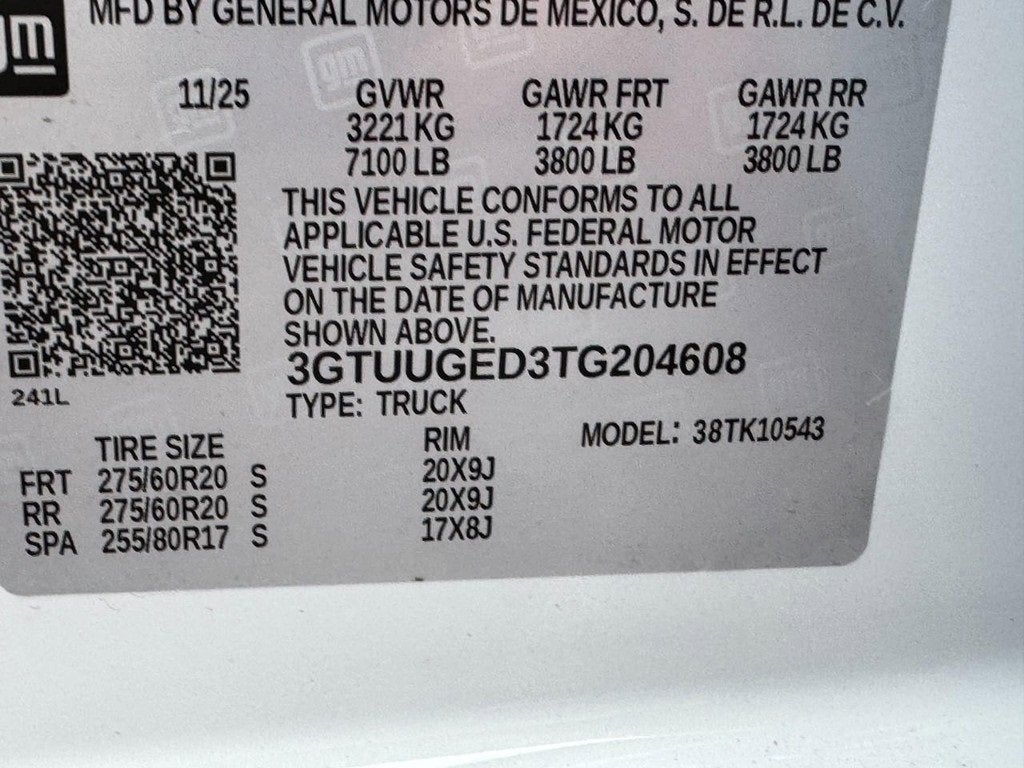 MFD BY GENERAL MOTORS DE MEXICO, S. DE R.L. DE C.V.
gm
11/25 GVWR GAWR FRT GAWR RR
3221 KG 1724 KG 1724 KG
7100 LB 3800 LB 3800 LB
THIS VEHICLE CONFORMS TO ALL
APPLICABLE U.S. FEDERAL MOTOR
VEHICLE SAFETY STANDARDS IN EFFECT
ON THE DATE OF MANUFACTURE
SHOWN ABOVE.
3GTUUGED3TG204608
241L
TYPE: TRUCK
TIRE SIZE RIM MODEL: 38TK10543
FRT 275/60R20 S 20X9J
RR 275/60R20 S 20X9J
SPA 255/80R17 S 17X8J